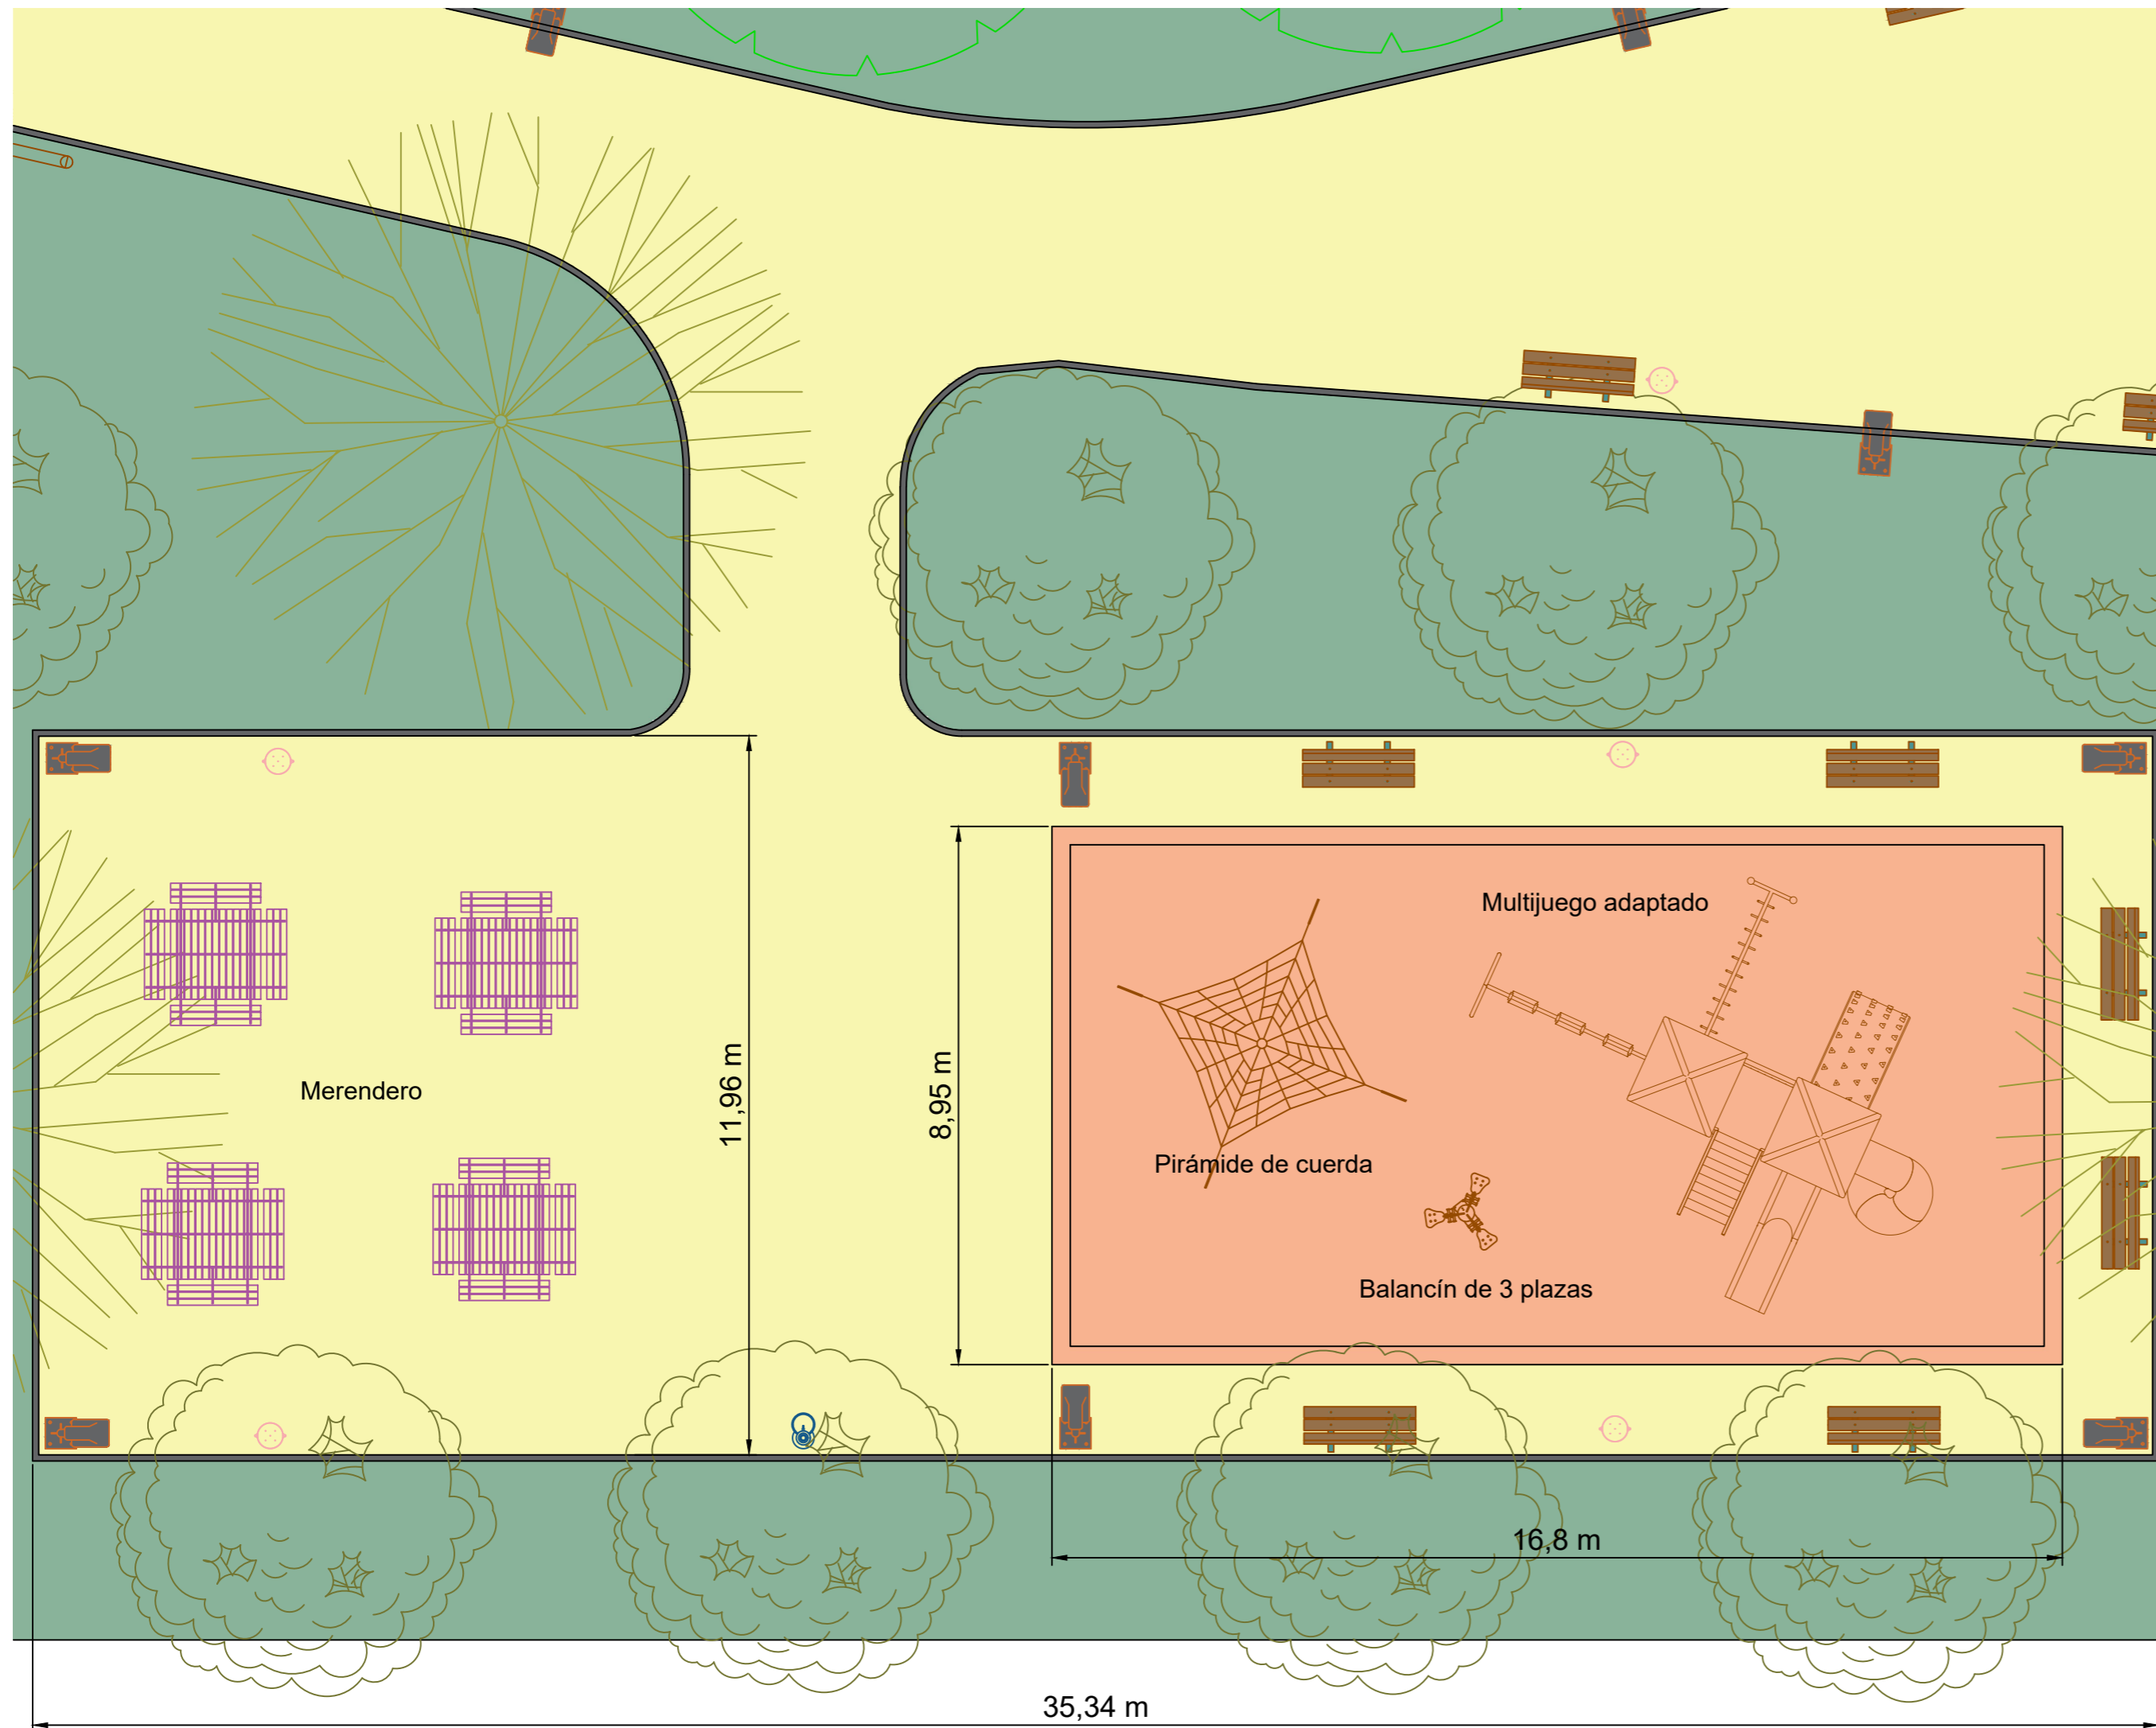 Multijuego adaptado
Merendero
11,96 m
8,95 m
Pirámide de cuerda
Balancín de 3 plazas
16,8 m
35,34 m